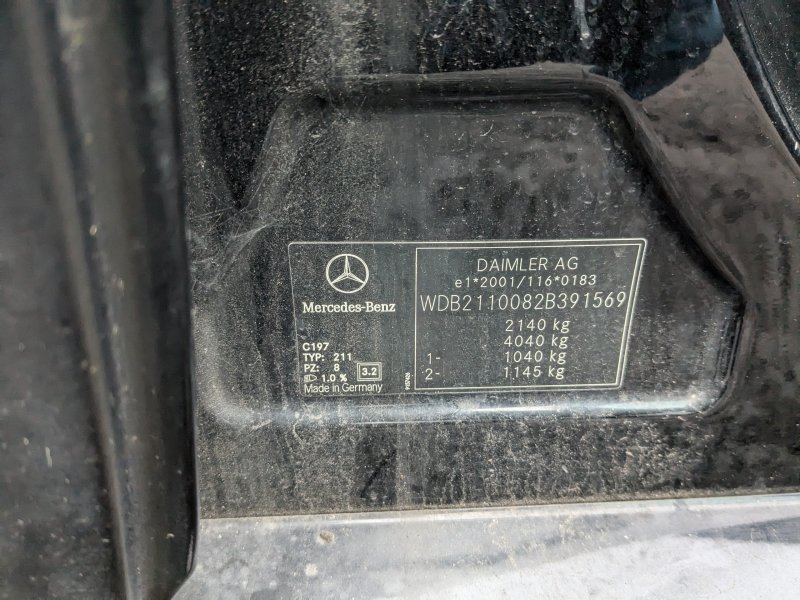 Mercedes-Benz
C197
TYP: 211
PZ: 8
1.0 %
3.2
Made in Germany
DAIMLER AG
e1*2001/116*0183
WDB2110082B391569
2140 kg
4040 kg
1- 1040 kg
2- 1145 kg